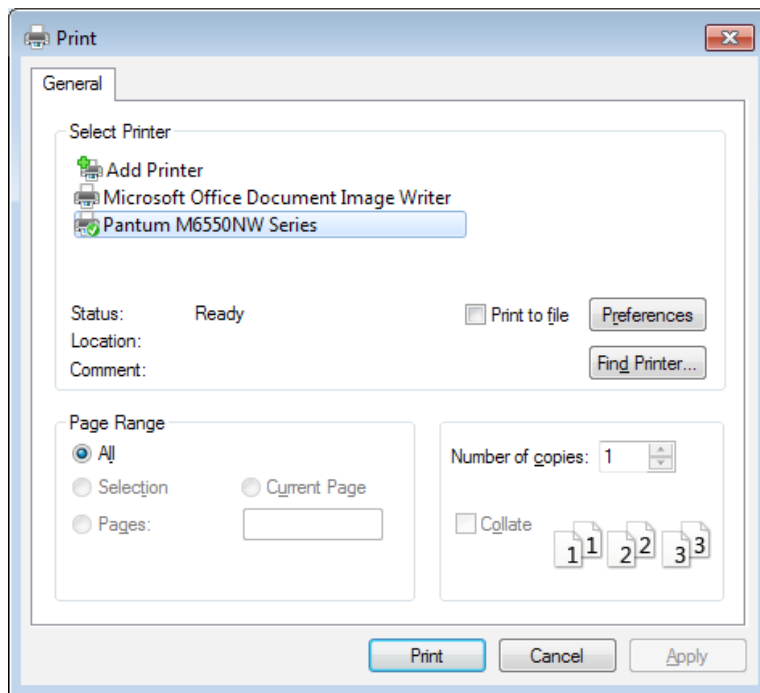 Print
General
Select Printer
Add Printer
Microsoft Office Document Image Writer
Pantum M6550NW Series
Status: Ready
Print to file
Preferences
Location:
Comment:
Find Printer...
Page Range
All
Selection
Current Page
Pages:
Number of copies: 1
Collate
1 1 2 2 3 3
Print
Cancel
Apply